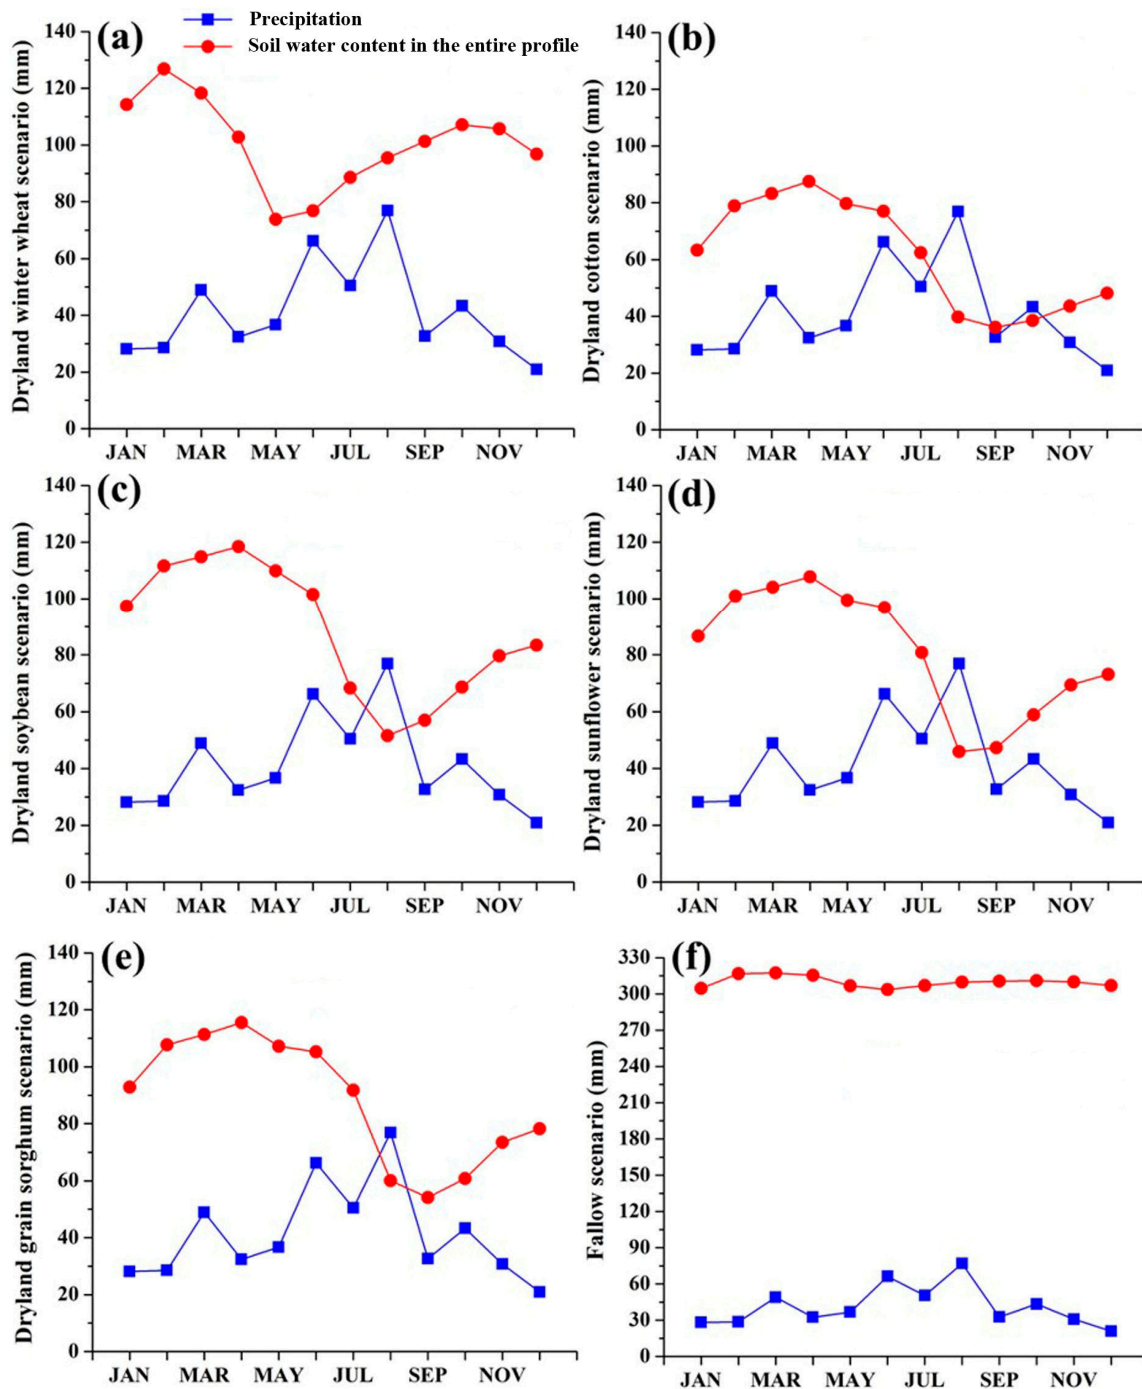 Precipitation
Soil water content in the entire profile
(a)
Dryland winter wheat scenario (mm)
140
120
100
80
60
40
20
0
JAN MAR MAY JUL SEP NOV
(b)
Dryland cotton scenario (mm)
140
120
100
80
60
40
20
0
JAN MAR MAY JUL SEP NOV
(c)
Dryland soybean scenario (mm)
140
120
100
80
60
40
20
0
JAN MAR MAY JUL SEP NOV
(d)
Dryland sunflower scenario (mm)
140
120
100
80
60
40
20
0
JAN MAR MAY JUL SEP NOV
(e)
Dryland grain sorghum scenario (mm)
140
120
100
80
60
40
20
0
JAN MAR MAY JUL SEP NOV
(f)
Fallow scenario (mm)
330
300
270
240
210
180
150
120
90
60
30
0
JAN MAR MAY JUL SEP NOV